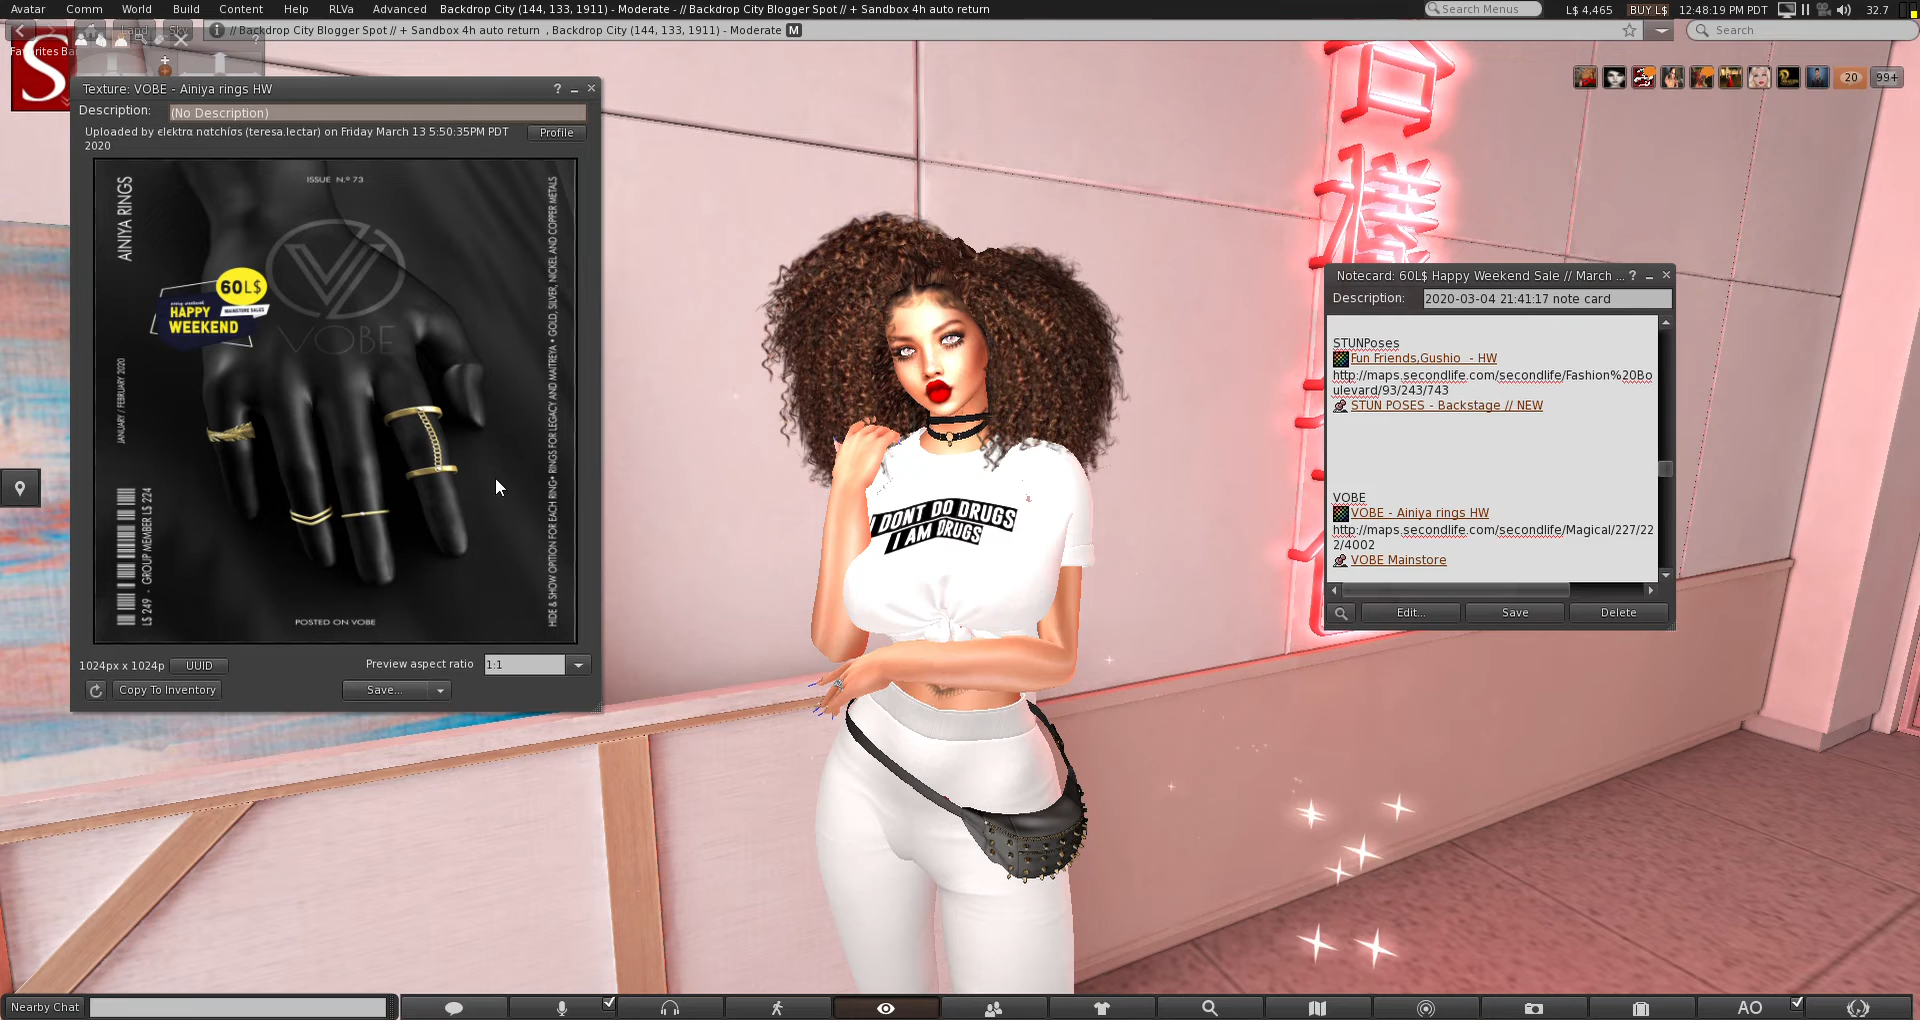 Avatar Comm World Build Content Help RLVa Advanced Backdrop City (144, 133, 1911) - Moderate - // Backdrop City Blogger Spot // + Sandbox 4h auto return
Search Menus L$ 4,465 BUY L$ 12:48:19 PM PDT 32.7
Land Sky // Backdrop City Blogger Spot // + Sandbox 4h auto return , Backdrop City (144, 133, 1911) - Moderate M
Search
Favorites Ba
20 99+
Texture: VOBE - Ainiya rings HW
Description: (No Description)
Uploaded by elektra natchíos (teresa.lectar) on Friday March 13 5:50:35PM PDT
2020
Profile
ISSUE N.º 73
AINIYA RINGS
JANUARY / FEBRUARY 2020
L$ 249 - GROUP MEMBER L$ 224
60L$
HAPPY
WEEKEND
MAINSTORE SALES
VOBE
HIDE & SHOW OPITION FOR EACH RING• RINGS FOR LEGACY AND MAITREYA • GOLD, SILVER, NICKEL AND COPPER METALS
POSTED ON VOBE
1024px x 1024p UUID Preview aspect ratio 1:1
Copy To Inventory Save...
I DONT DO DRUGS
I AM DRUGS
Notecard: 60L$ Happy Weekend Sale // March ...
Description: 2020-03-04 21:41:17 note card
STUNPoses
Fun Friends,Gushio - HW
http://maps.secondlife.com/secondlife/Fashion%20Bo
ulevard/93/243/743
STUN POSES - Backstage // NEW
VOBE
VOBE - Ainiya rings HW
http://maps.secondlife.com/secondlife/Magical/227/22
2/4002
VOBE Mainstore
Edit... Save Delete
Nearby Chat AO